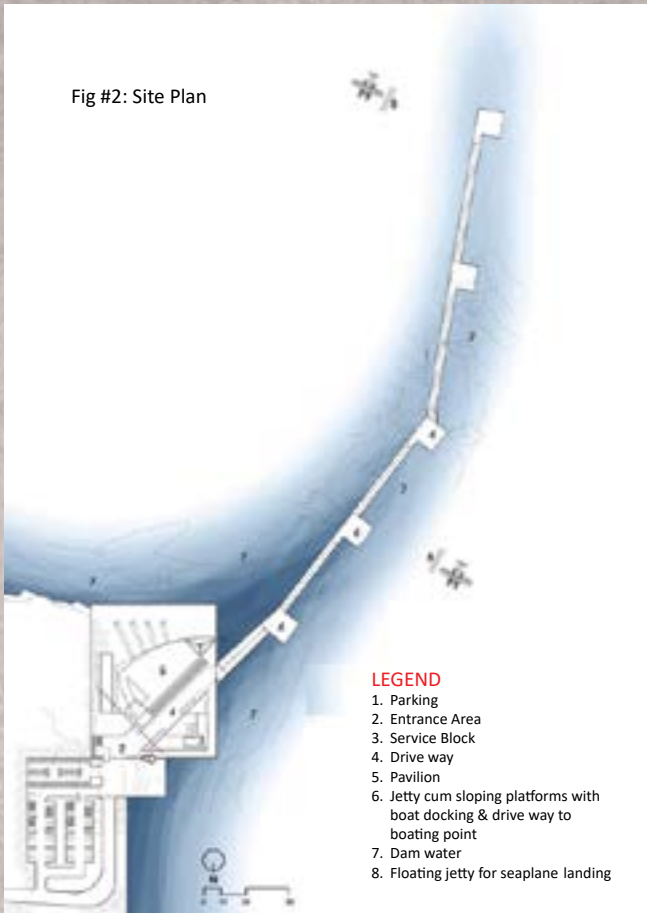 Fig #2: Site Plan
LEGEND
1. Parking
2. Entrance Area
3. Service Block
4. Drive way
5. Pavilion
6. Jetty cum sloping platforms with
boat docking & drive way to
boating point
7. Dam water
8. Floating jetty for seaplane landing